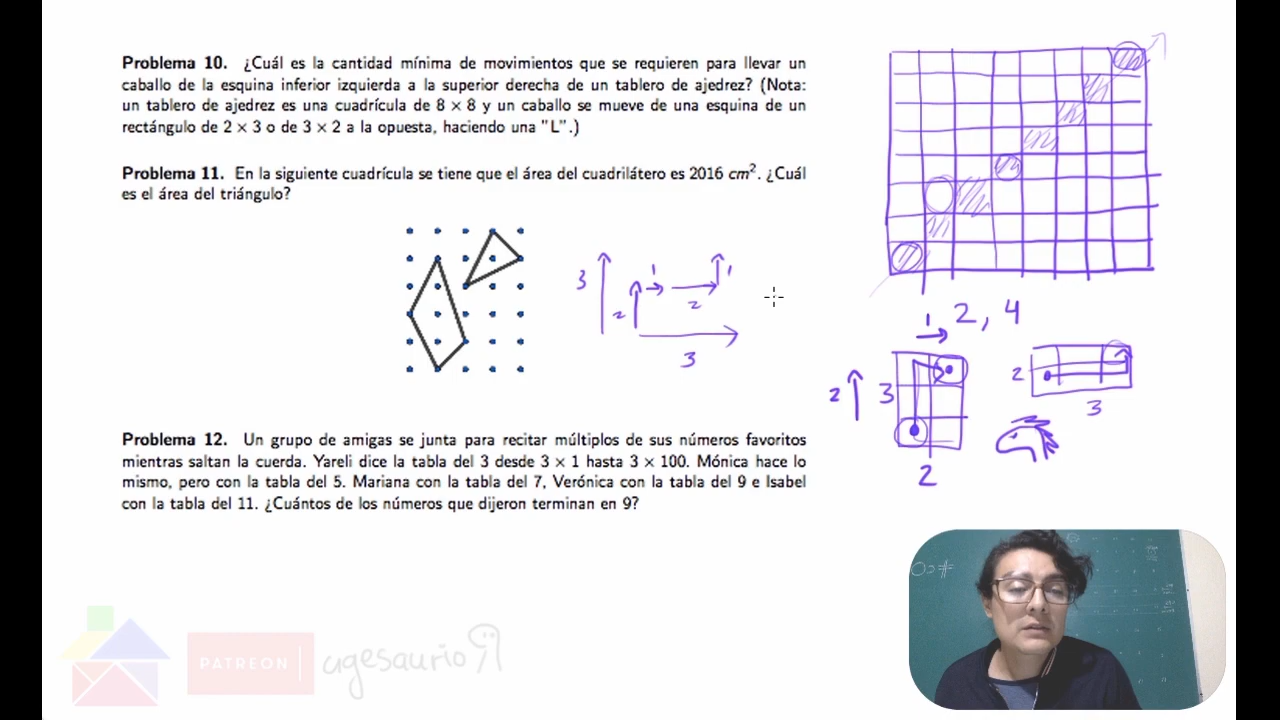 Problema 10. ¿Cuál es la cantidad mínima de movimientos que se requieren para llevar un
caballo de la esquina inferior izquierda a la superior derecha de un tablero de ajedrez? (Nota:
un tablero de ajedrez es una cuadrícula de 8 × 8 y un caballo se mueve de una esquina de un
rectángulo de 2 × 3 o de 3 × 2 a la opuesta, haciendo una "L".)
Problema 11. En la siguiente cuadrícula se tiene que el área del cuadrilátero es 2016 cm². ¿Cuál
es el área del triángulo?
3
2
1
2
1
3
2, 4
1
2
3
2
2
3
Problema 12. Un grupo de amigas se junta para recitar múltiplos de sus números favoritos
mientras saltan la cuerda. Yareli dice la tabla del 3 desde 3 × 1 hasta 3 × 100. Mónica hace lo
mismo, pero con la tabla del 5. Mariana con la tabla del 7, Verónica con la tabla del 9 e Isabel
con la tabla del 11. ¿Cuántos de los números que dijeron terminan en 9?
PATREON
agesaurio